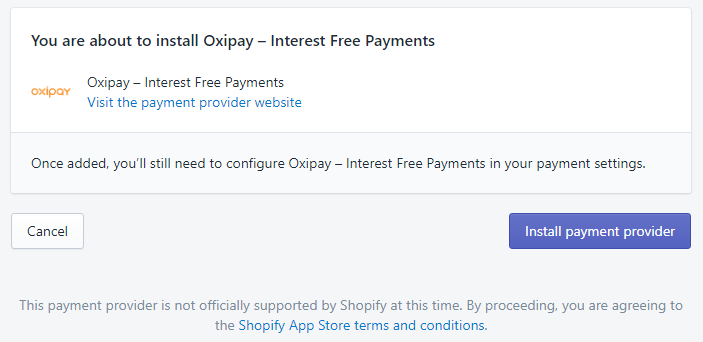 You are about to install Oxipay – Interest Free Payments
oxipay
Oxipay – Interest Free Payments
Visit the payment provider website
Once added, you'll still need to configure Oxipay – Interest Free Payments in your payment settings.
Cancel
Install payment provider
This payment provider is not officially supported by Shopify at this time. By proceeding, you are agreeing to
the Shopify App Store terms and conditions.